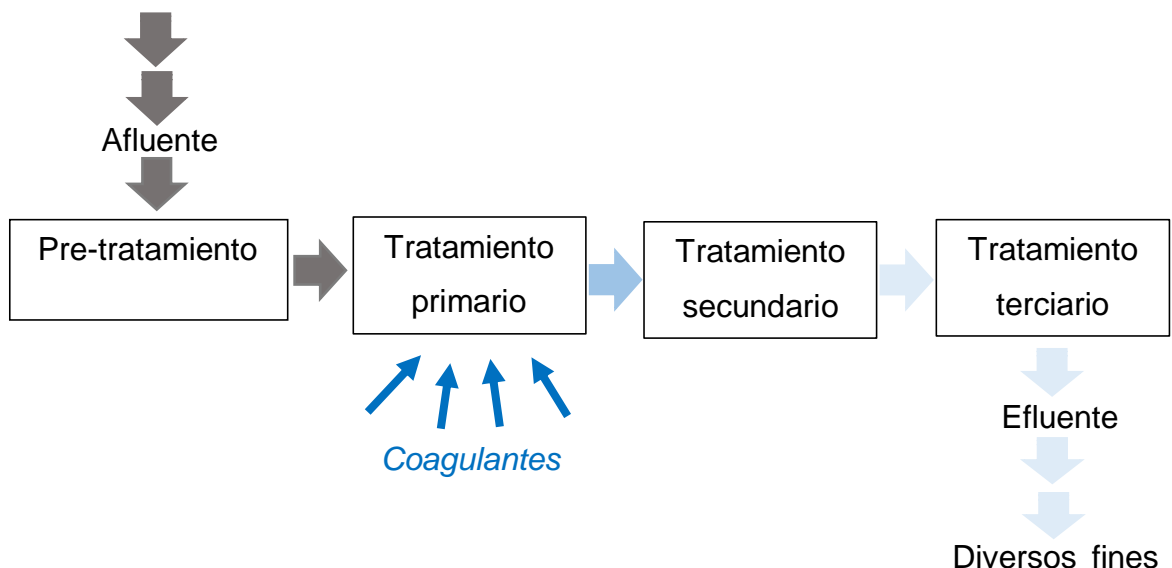 Afluente
Pre-tratamiento
Tratamiento
primario
Tratamiento
secundario
Tratamiento
terciario
Coagulantes
Efluente
Diversos fines